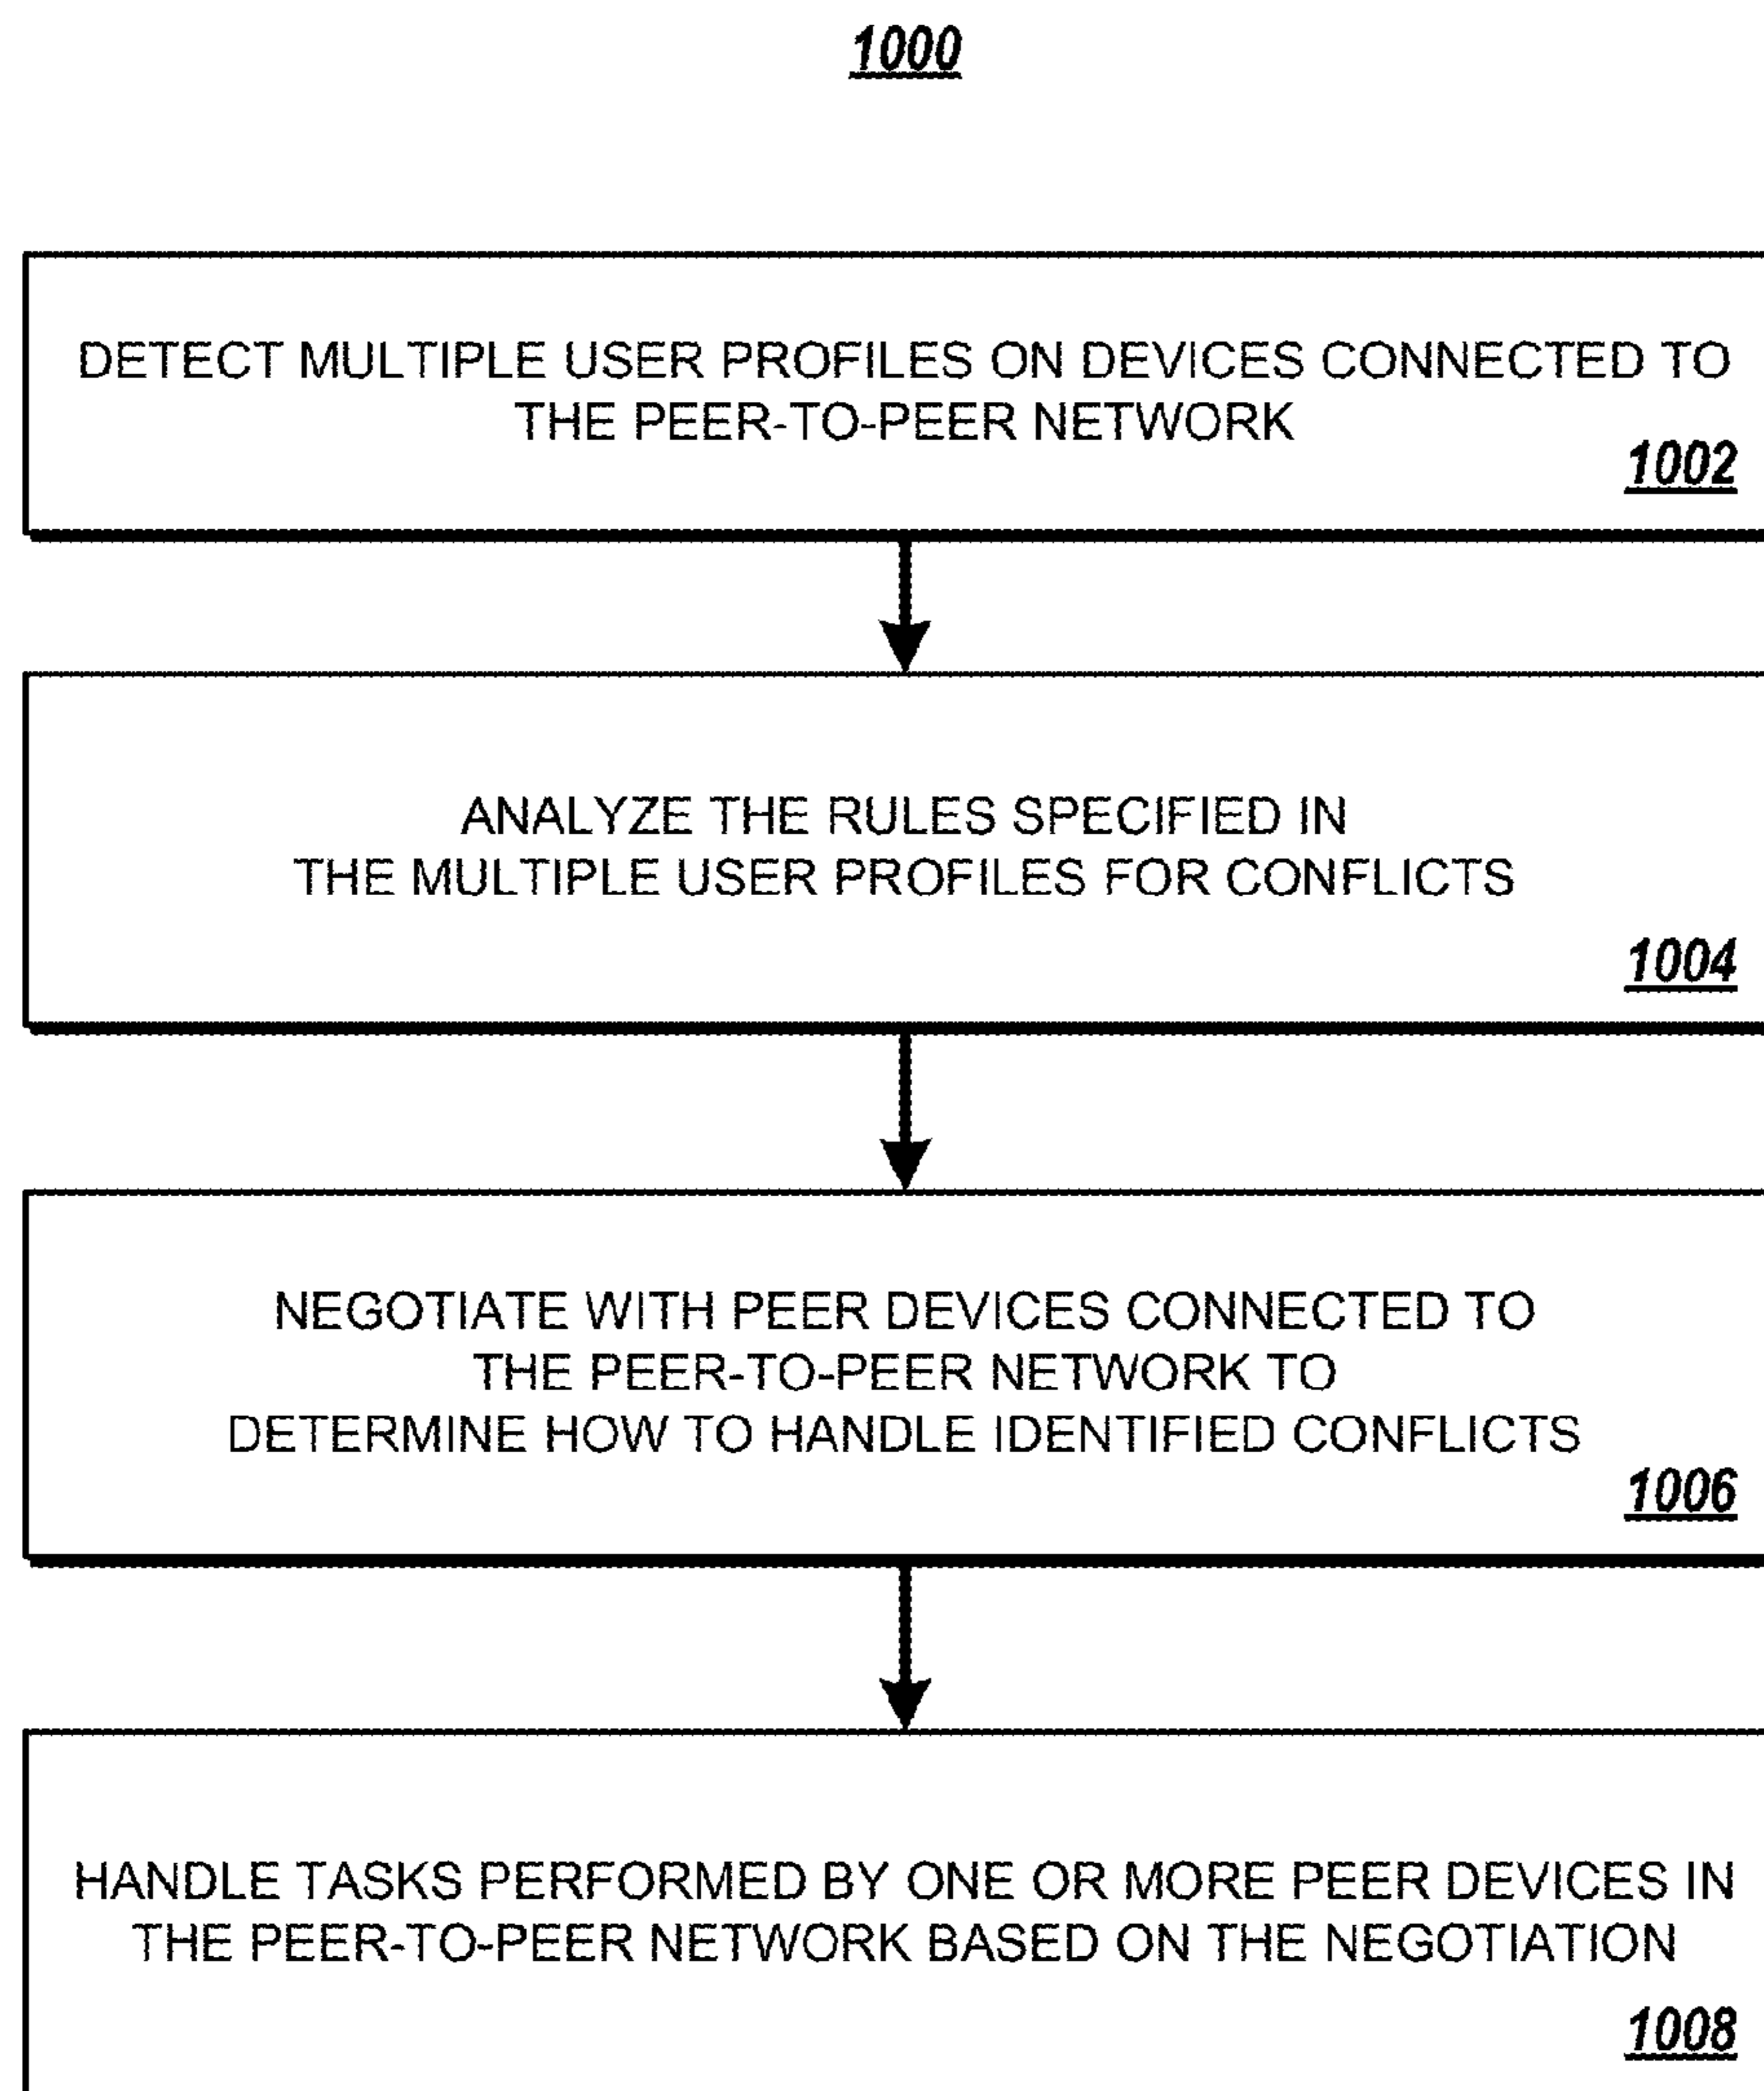 1000
DETECT MULTIPLE USER PROFILES ON DEVICES CONNECTED TO
THE PEER-TO-PEER NETWORK
1002
ANALYZE THE RULES SPECIFIED IN
THE MULTIPLE USER PROFILES FOR CONFLICTS
1004
NEGOTIATE WITH PEER DEVICES CONNECTED TO
THE PEER-TO-PEER NETWORK TO
DETERMINE HOW TO HANDLE IDENTIFIED CONFLICTS
1006
HANDLE TASKS PERFORMED BY ONE OR MORE PEER DEVICES IN
THE PEER-TO-PEER NETWORK BASED ON THE NEGOTIATION
1008